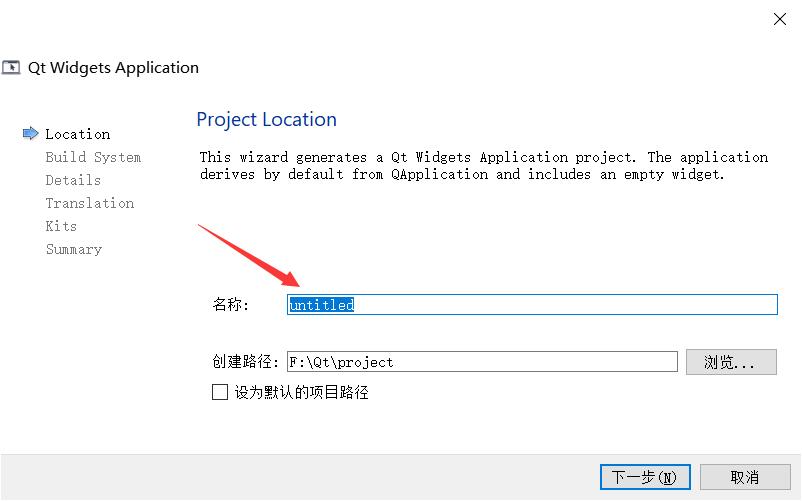 Qt Widgets Application
Location
Build System
Details
Translation
Kits
Summary
Project Location
This wizard generates a Qt Widgets Application project. The application
derives by default from QApplication and includes an empty widget.
名称:
untitled
创建路径:
F:\Qt\project
浏览...
设为默认的项目路径
下一步(N)
取消